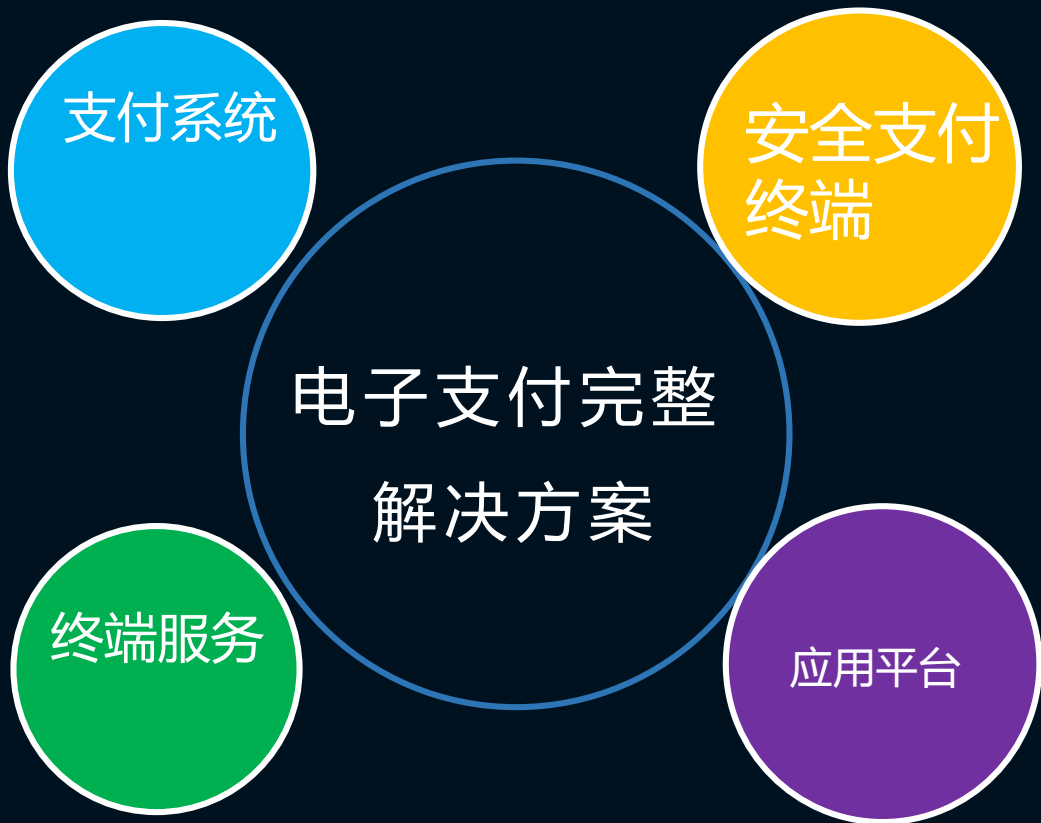 支付系统
安全支付
终端
电子支付完整
解决方案
终端服务
应用平台